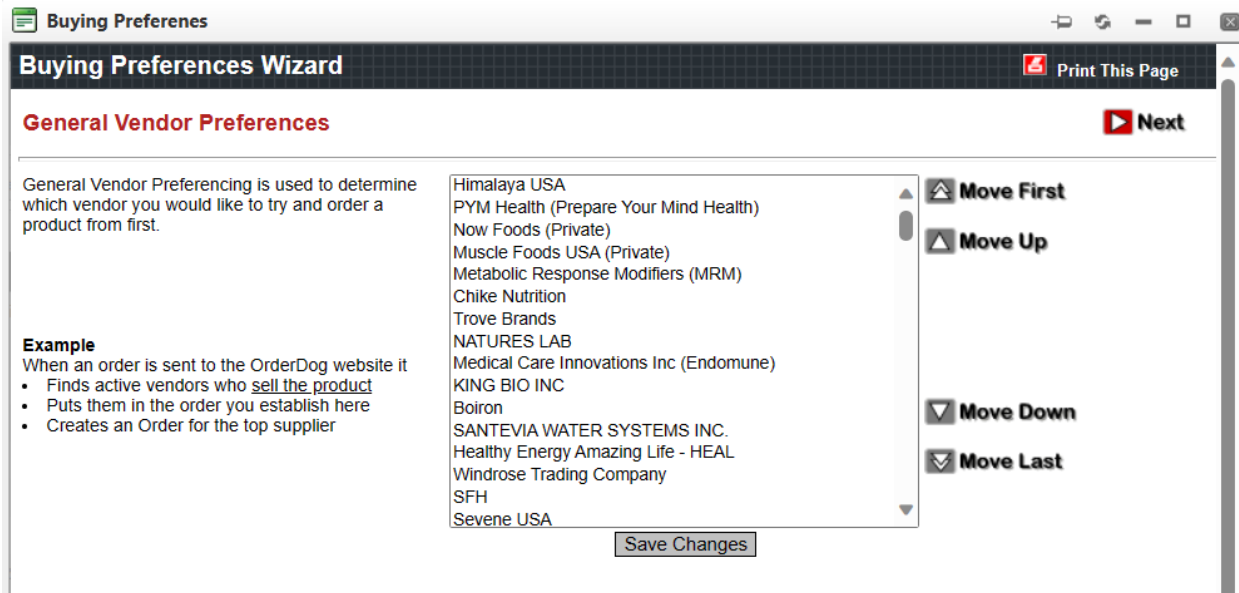 Buying Preferenes
Buying Preferences Wizard
Print This Page
General Vendor Preferences
Next
General Vendor Preferencing is used to determine
which vendor you would like to try and order a
product from first.
Example
When an order is sent to the OrderDog website it
• Finds active vendors who sell the product
• Puts them in the order you establish here
• Creates an Order for the top supplier
Himalaya USA
PYM Health (Prepare Your Mind Health)
Now Foods (Private)
Muscle Foods USA (Private)
Metabolic Response Modifiers (MRM)
Chike Nutrition
Trove Brands
NATURES LAB
Medical Care Innovations Inc (Endomune)
KING BIO INC
Boiron
SANTEVIA WATER SYSTEMS INC.
Healthy Energy Amazing Life - HEAL
Windrose Trading Company
SFH
Sevene USA
Move First
Move Up
Move Down
Move Last
Save Changes